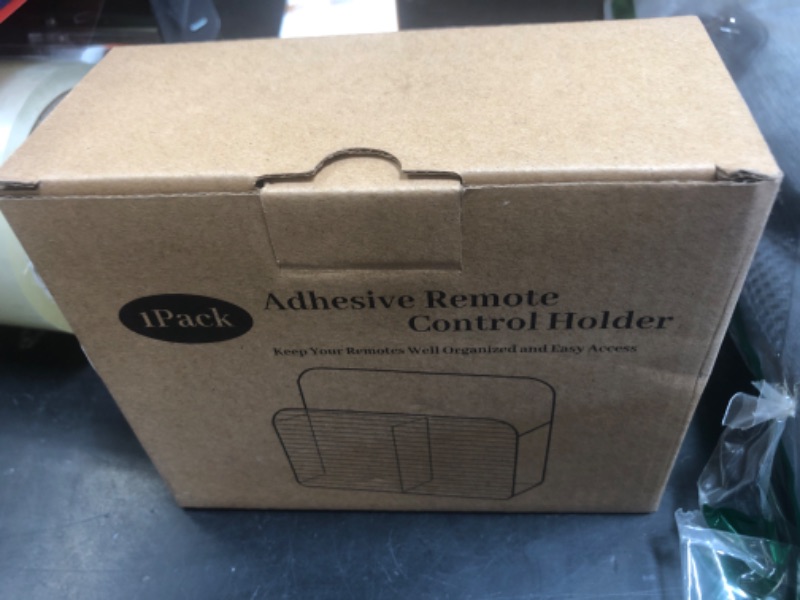 1Pack
Adhesive Remote
Control Holder
Keep Your Remotes Well Organized and Easy Access